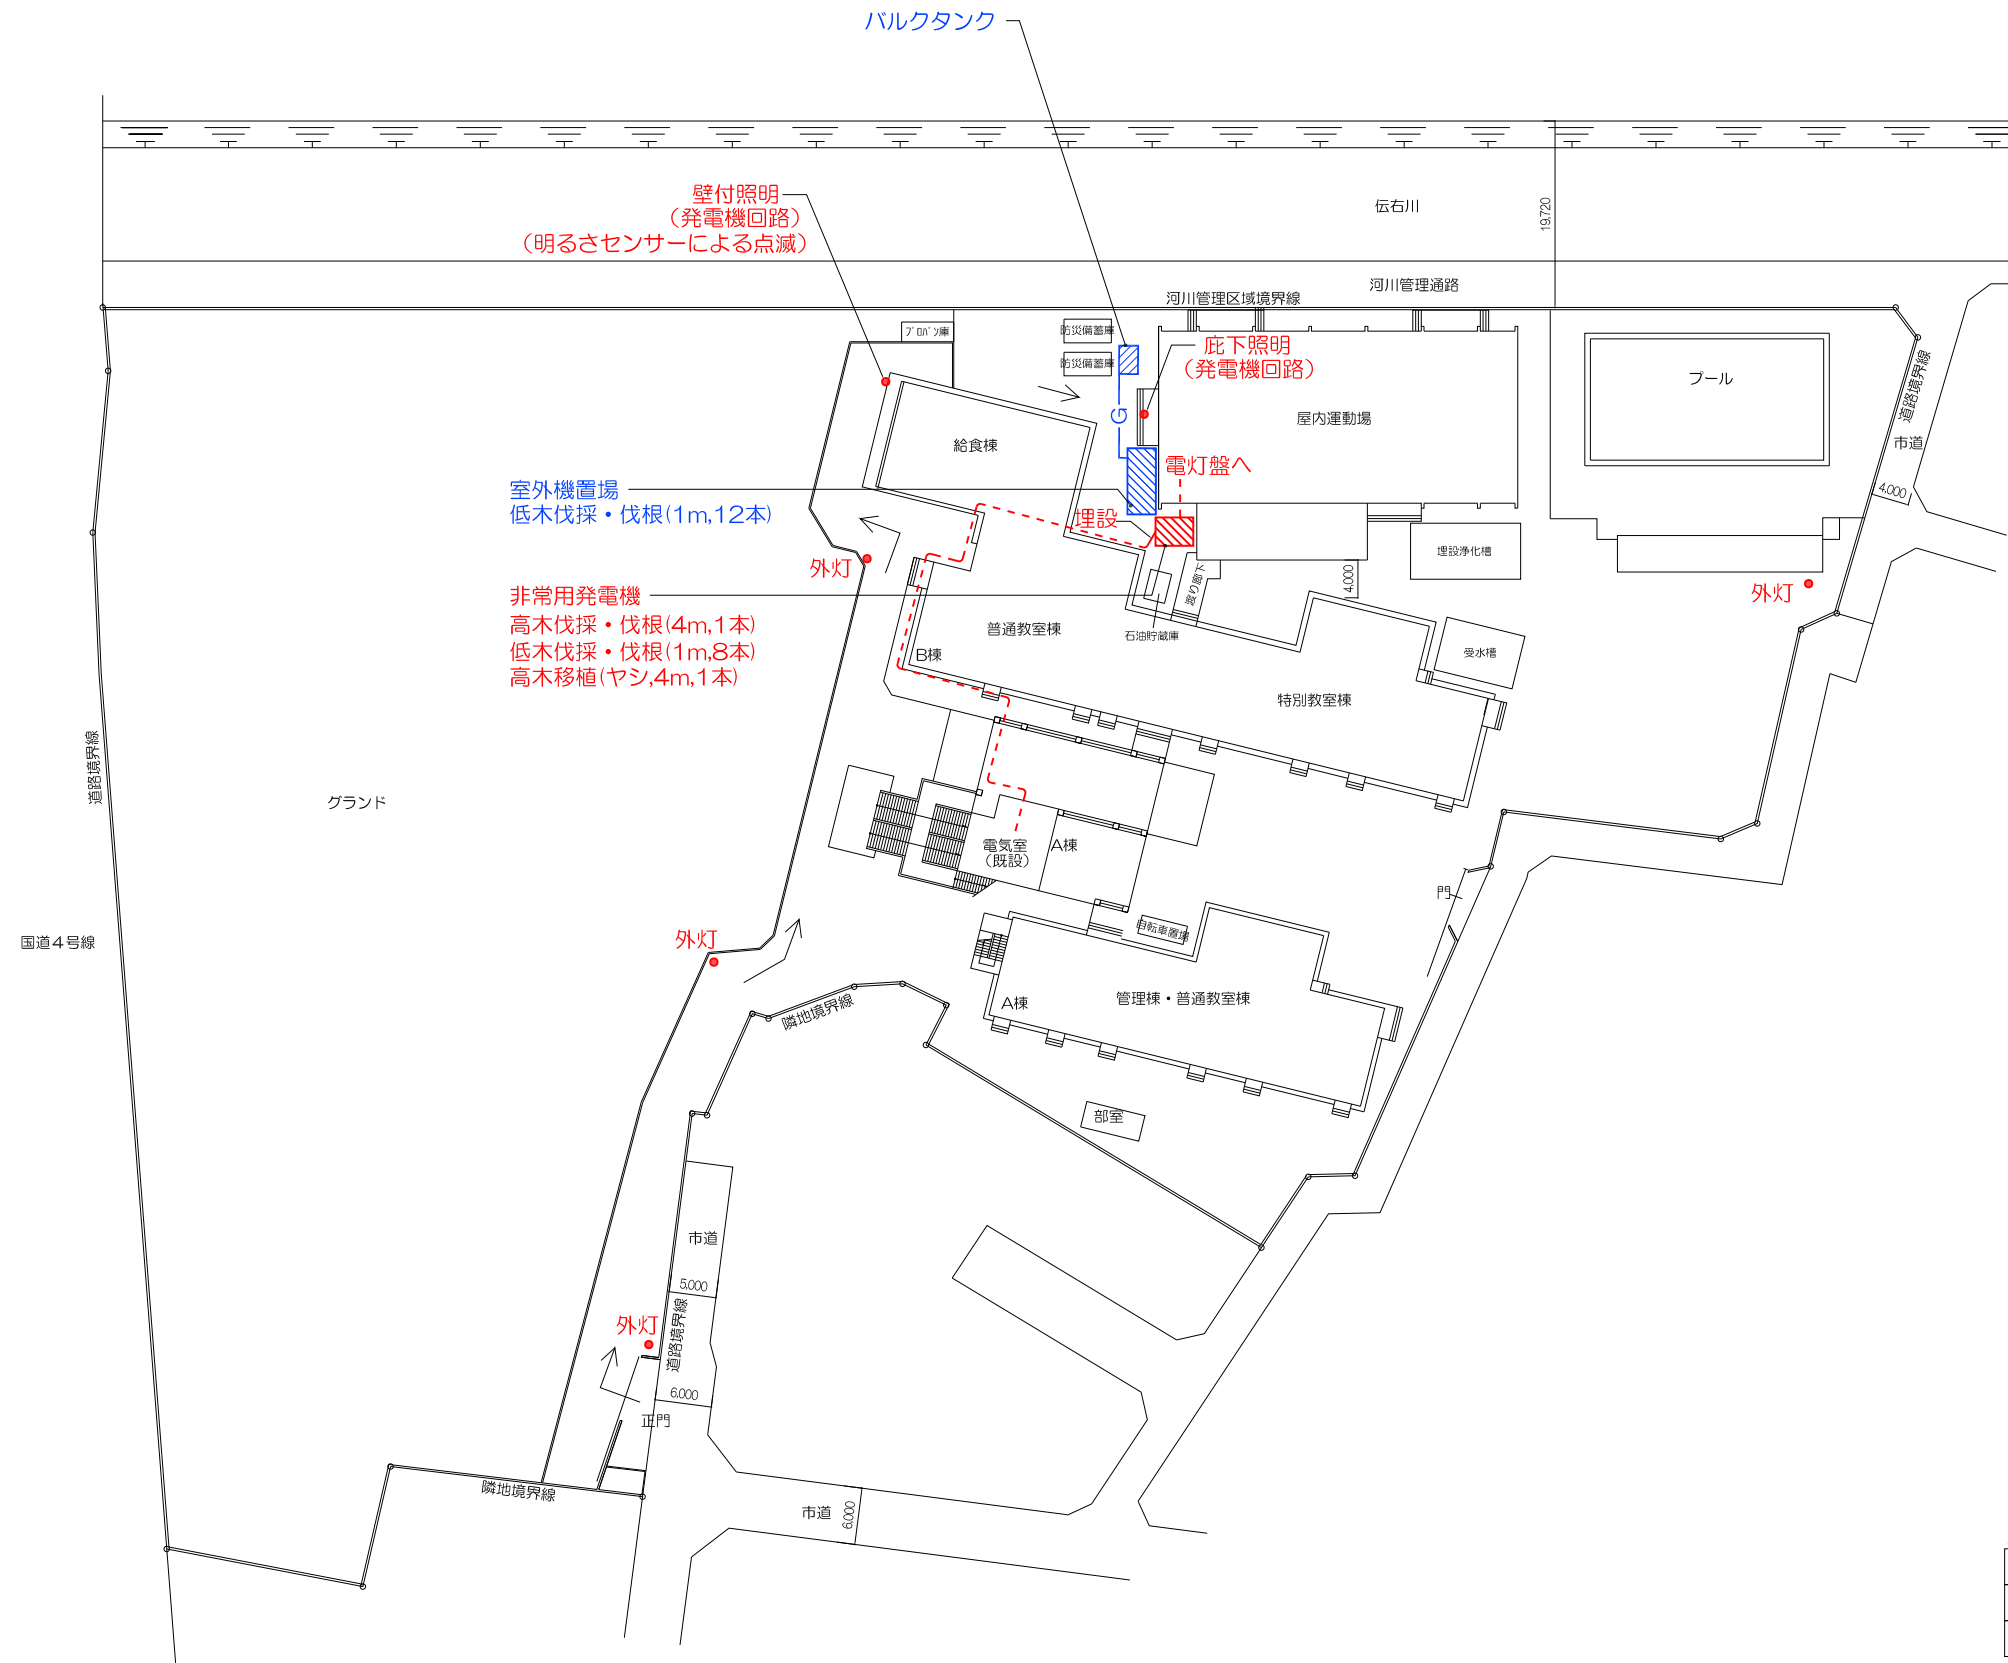 バルクタンク
壁付照明
(発電機回路)
(明るさセンサーによる点滅)
伝右川
19.720
河川管理通路
河川管理区域境界線
プロパン庫
防災備蓄庫
防災備蓄庫
庇下照明
(発電機回路)
プール
道路境界線
市道
4.000
G
屋内運動場
給食棟
電灯盤へ
室外機置場
低木伐採・伐根(1m,12本)
埋設
埋設浄化槽
外灯
外灯
渡り廊下
4.000
非常用発電機
高木伐採・伐根(4m,1本)
低木伐採・伐根(1m,8本)
高木移植(ヤシ,4m,1本)
石油貯蔵庫
普通教室棟
B棟
受水槽
特別教室棟
道路境界線
グランド
電気室
(既設)
A棟
門
国道4号線
外灯
自転車置場
隣地境界線
A棟
管理棟・普通教室棟
部室
市道
5.000
道路境界線
外灯
6.000
正門
隣地境界線
市道
6.000